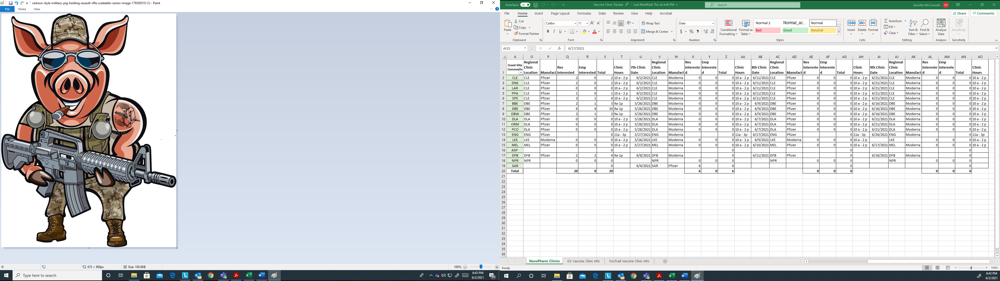 cartoon-style-military-pig-holding-assault-rifle-scaleable-vector-image-179300510 (1) - Paint
File Home View
672 × 900px Size: 100.0KB 100%
Type here to search
6:43 PM
6/2/2021
20
AutoSave On Vaccine Clinic Tracker - Last Modified: Thu at 4:46 PM Search Jennifer McConnell JM
File Home Insert Page Layout Formulas Data Review View Help Acrobat Share Comments
Paste Cut Copy Format Painter
Calibri 11 Wrap Text Merge & Center Date
Conditional Formatting Format as Table
Normal 2 Normal_ac... Normal
Bad Good Neutral
Insert Delete Format
AutoSum Fill Clear
Sort & Filter Find & Select
Analyze Data Sensitivity
Clipboard Font Alignment Number Styles Cells Editing Analysis Sensitivity
AI15 fx 6/17/2021
A O P Q R S T U V W X Y Z AA AB AC AD AE AF AG AH AI AJ AK AL AM AN AO
1 Grand Villa Community Regional Clinic Location Manufact Res Interested Emp Interested Total Clinic Hours 7th Clinic Date Regional Clinic Location Manufact Res Interested Emp Interested Total Clinic Hours 8th Clinic Date Regional Clinic Location Manufact Res Interested Emp Interested Total Clinic Hours 9th Clinic Date Regional Clinic Location Manufact Res Interested Emp Interested Total Clinic Hours
2 CLE CLE Pfizer 2 0 2 10 a - 2 p 6/2/2021 CLE Moderna 0 0 0 10 a - 2 p 6/11/2021 CLE Pfizer 0 0 0 10 a - 2 p 6/21/2021 CLE Moderna 0 0 0 10 a - 2 p
3 DNE CLE Pfizer 2 0 2 10 a - 2 p 6/2/2021 CLE Moderna 0 0 0 10 a - 2 p 6/11/2021 CLE Pfizer 0 0 0 10 a - 2 p 6/21/2021 CLE Moderna 0 0 0 10 a - 2 p
4 LAR CLE Pfizer 0 0 0 10 a - 2 p 6/2/2021 CLE Moderna 0 0 0 10 a - 2 p 6/11/2021 CLE Pfizer 0 0 0 10 a - 2 p 6/21/2021 CLE Moderna 0 0 0 10 a - 2 p
5 PPA CLE Pfizer 1 0 1 10 a - 2 p 6/2/2021 CLE Moderna 0 0 0 10 a - 2 p 6/11/2021 CLE Pfizer 0 0 0 10 a - 2 p 6/21/2021 CLE Moderna 0 0 0 10 a - 2 p
6 SPS CLE Pfizer 3 1 4 10 a - 2 p 6/2/2021 CLE Moderna 0 0 0 10 a - 2 p 6/11/2021 CLE Pfizer 0 0 0 10 a - 2 p 6/21/2021 CLE Moderna 0 0 0 10 a - 2 p
7 BBE DBE Pfizer 2 1 3 9a-1p 5/26/2021 DBE Moderna 0 0 0 10 a - 2 p 6/9/2021 DBE Pfizer 0 0 0 10 a - 2 p 6/16/2021 DBE Moderna 0 0 0 10 a - 2 p
8 DBE DBE Pfizer 6 4 10 9a-1p 5/26/2021 DBE Moderna 0 0 0 10 a - 2 p 6/9/2021 DBE Pfizer 0 0 0 10 a - 2 p 6/16/2021 DBE Moderna 0 0 0 10 a - 2 p
9 DBW DBE Pfizer 2 1 3 9a-1p 5/26/2021 DBE Moderna 0 0 0 10 a - 2 p 6/9/2021 DBE Pfizer 0 0 0 10 a - 2 p 6/16/2021 DBE Moderna 0 0 0 10 a - 2 p
10 DLA DLA Pfizer 0 0 0 10 a - 2 p 5/28/2021 DLA Moderna 0 0 0 10 a - 2 p 6/7/2021 DLA Pfizer 0 0 0 10 a - 2 p 6/21/2021 DLA Moderna 0 0 0 10 a - 2 p
11 ORM DLA Pfizer 0 0 0 10 a - 2 p 5/28/2021 DLA Moderna 0 0 0 10 a - 2 p 6/7/2021 DLA Pfizer 0 0 0 10 a - 2 p 6/21/2021 DLA Moderna 0 0 0 10 a - 2 p
12 PCO DLA Pfizer 0 0 0 10 a - 2 p 5/28/2021 DLA Moderna 0 0 0 10 a - 2 p 6/7/2021 DLA Pfizer 0 0 0 10 a - 2 p 6/21/2021 DLA Moderna 0 0 0 10 a - 2 p
13 ENG ENG Pfizer 0 11a - 3p 5/27/2021 ENG Moderna 0 11a - 3p 6/17/2021 ENG Pfizer 0 11a - 3p 6/24/2021 ENG Moderna 0 11a - 3p
14 LKE LKE Moderna 0 0 0 10 a - 2 p 5/26/2021 LKE Moderna 0 0 0 10 a - 2 p 6/9/2021 LKE Moderna 0 0 0 10 a - 2 p LKE 0 0 0 10 a - 2 p
15 MEL MEL Pfizer 0 0 0 10 a - 2 p 5/27/2021 MEL Moderna 0 0 0 10 a - 2 p 6/10/2021 MEL Pfizer 0 0 0 10 a - 2 p 6/17/2021 MEL Moderna 0 0 0 10 a - 2 p
16 ASP 0 0 0 0
17 DFB DFB Pfizer 2 2 4 9a-1p 6/8/2021 DFB Moderna 0 6/11/2021 DFB Pfizer 0 6/18/2021 DFB Moderna 0
18 NPR NPR 0 0 0 NPR 0 0 0 NPR 0 0 0 NPR 0 0 0
19 SAR 0 6/4/2021 SAR Pfizer 6 6 0 0
20 Total 20 0 29 6 0 6 0 0 0 0 0 0
21
22
23
24
25
26
27
28
29
30
31
32
33
34
35
36
NovoPharm Clinics GV Vaccine Clinic Info FoxTrail Vaccine Clinic Info
Ready 100%
6:43 PM
6/2/2021